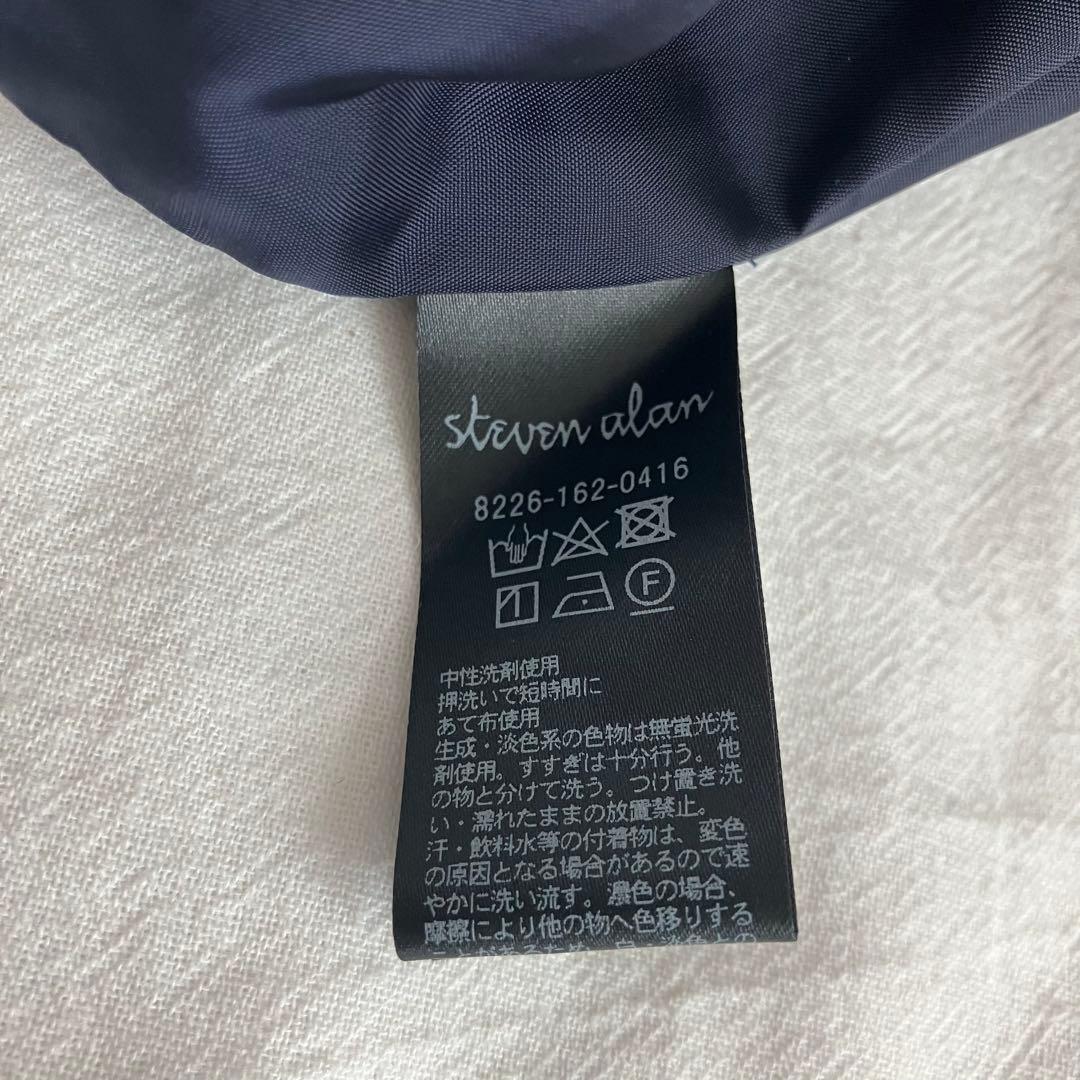 steven alan
8226-162-0416
F
中性洗剤使用
押洗いで短時間に
あて布使用
生成・淡色系の色物は無蛍光洗
剤使用。すすぎは十分行う。他
の物と分けて洗う。つけ置き洗
い・濡れたままの放置禁止。
汗・飲料水等の付着物は、変色
の原因となる場合があるので速
やかに洗い流す。濃色の場合、
摩擦により他の物へ色移りする